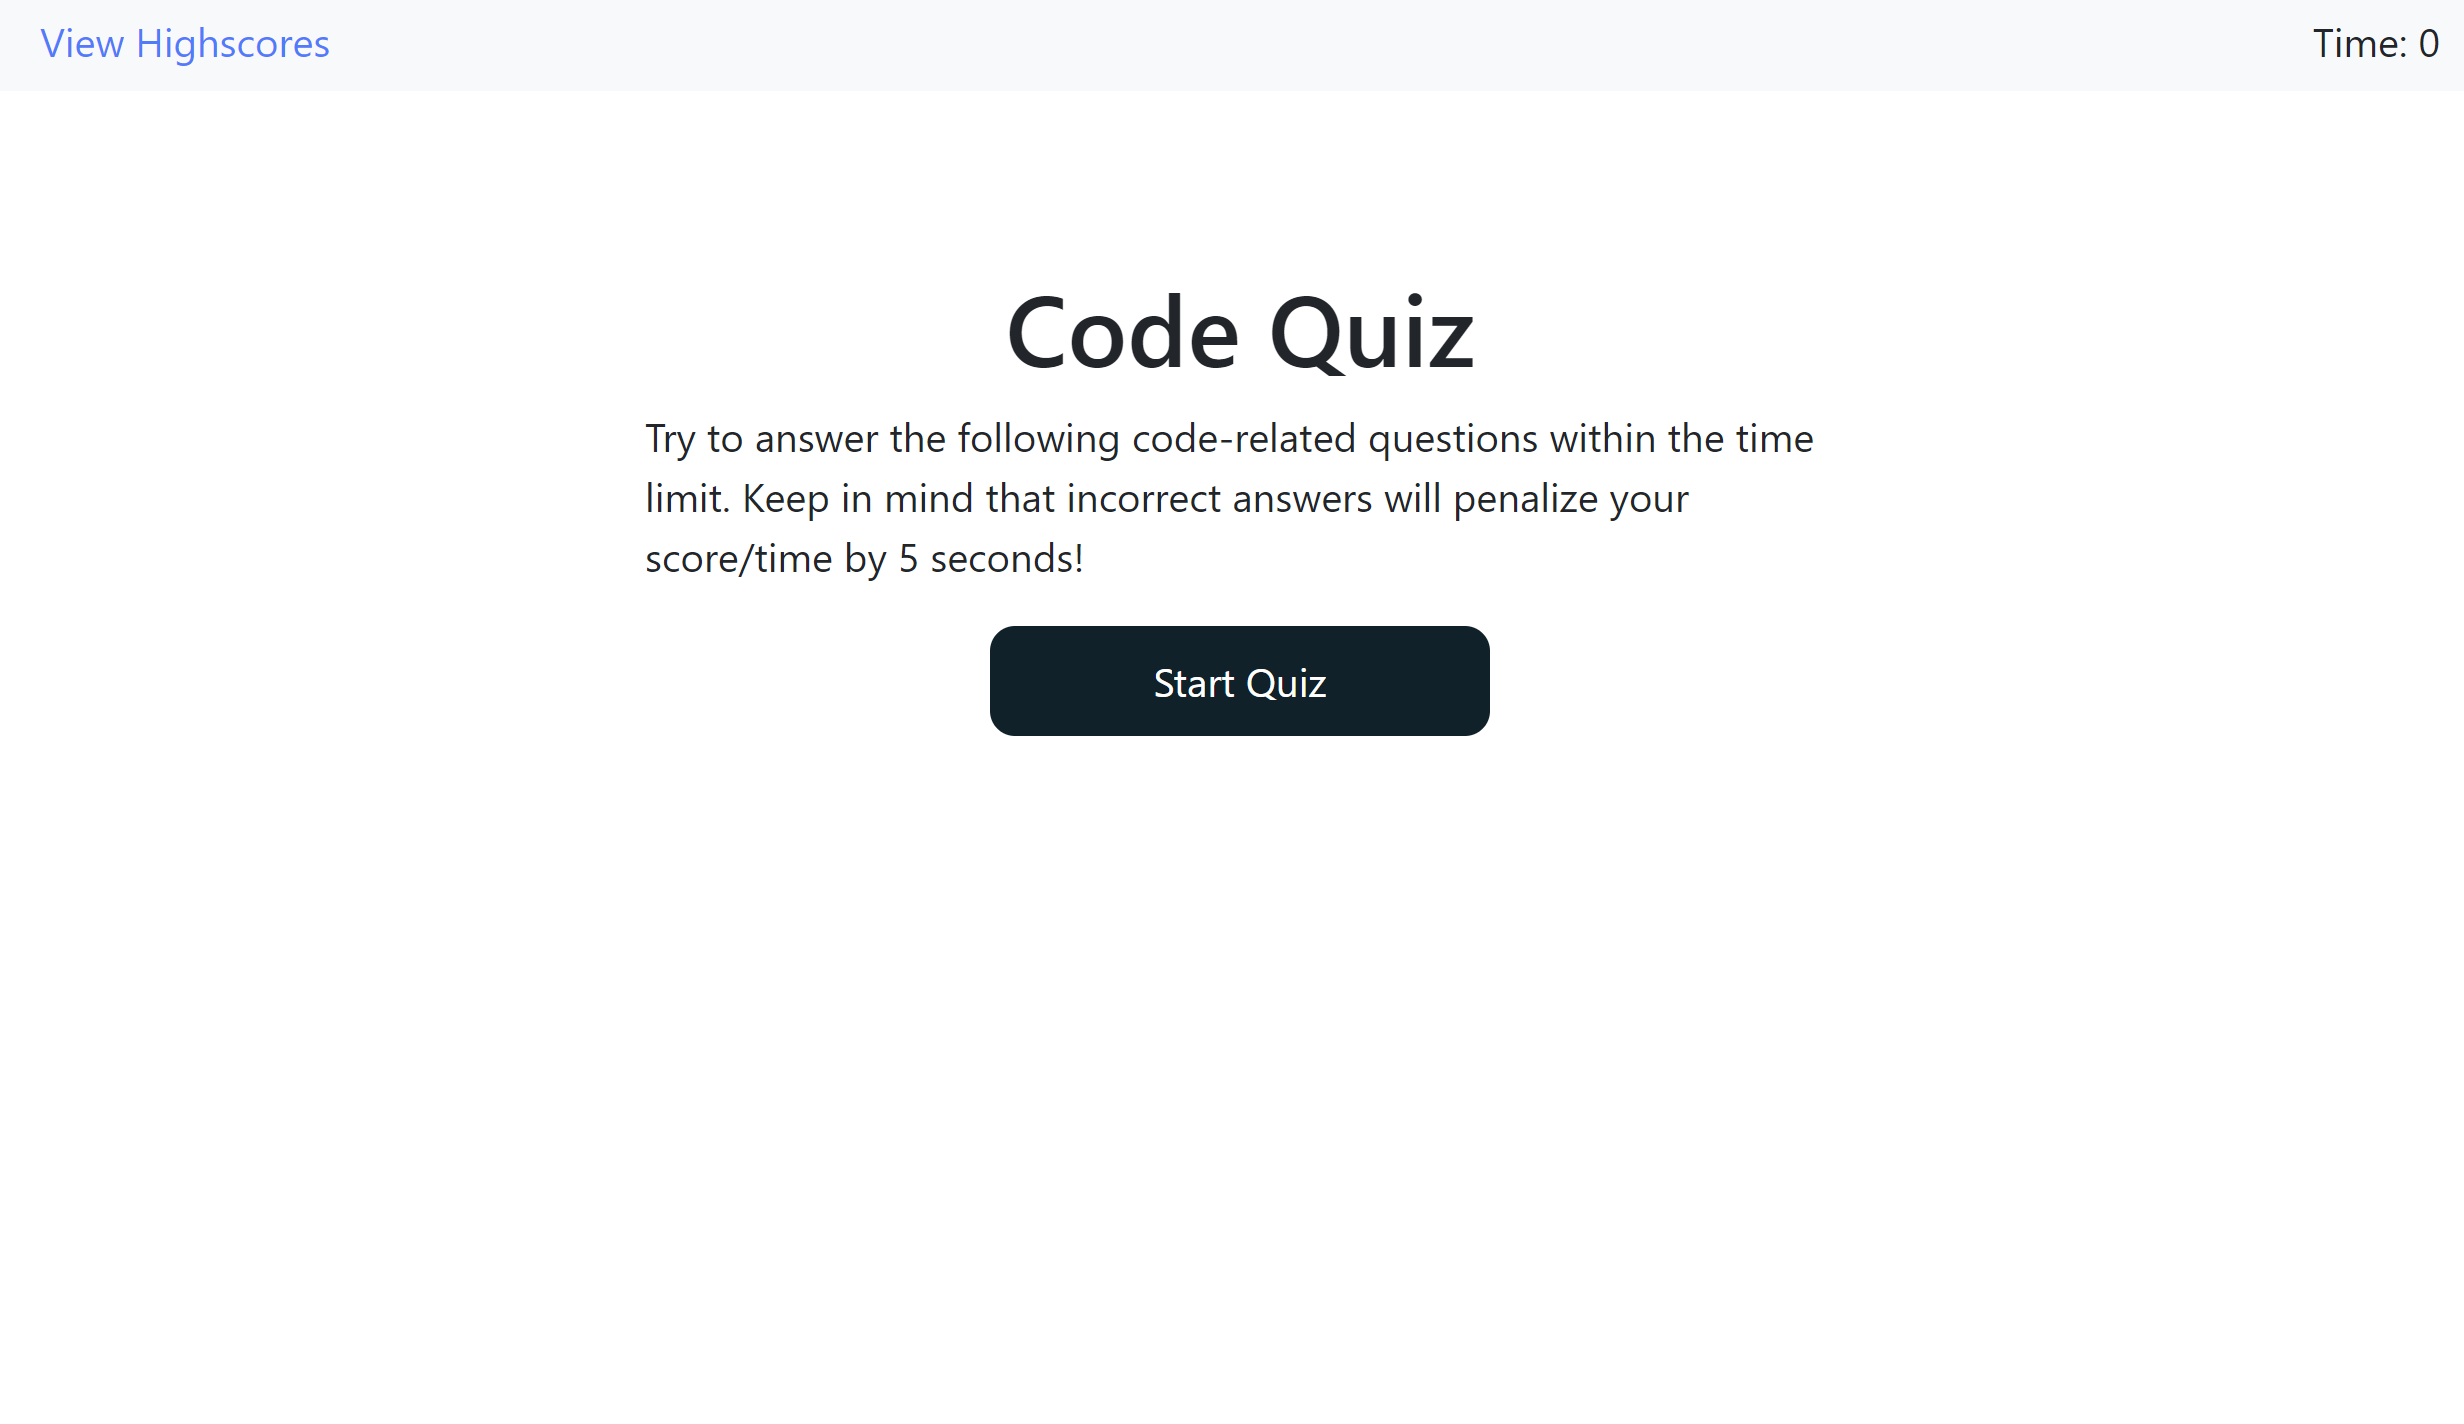 View Highscores
Time: 0
Code Quiz
Try to answer the following code-related questions within the time
limit. Keep in mind that incorrect answers will penalize your
score/time by 5 seconds!
Start Quiz